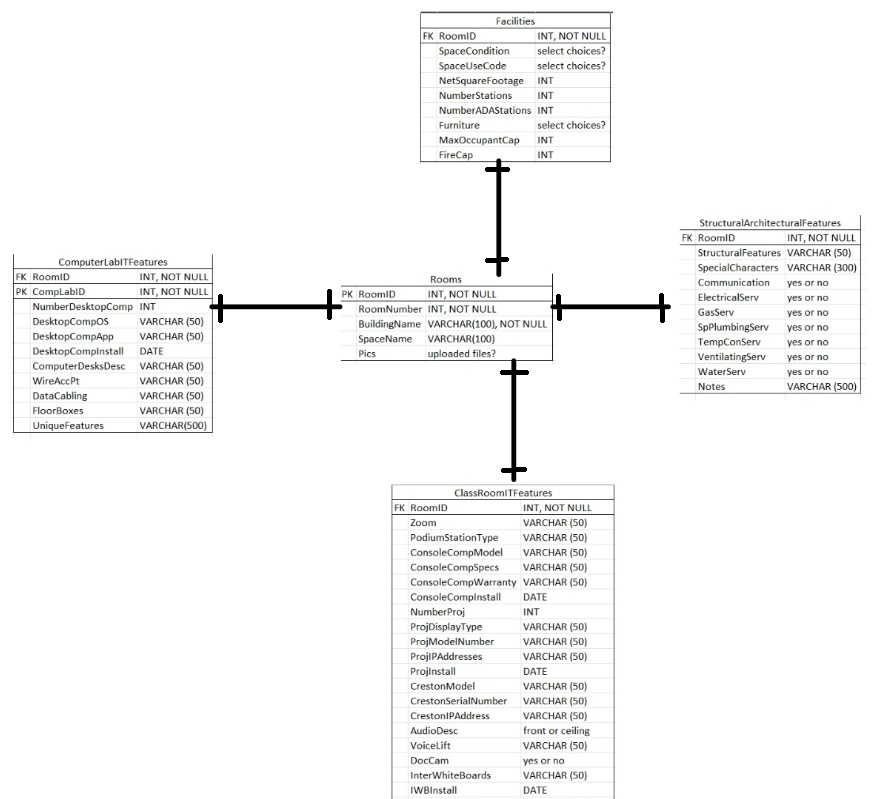 Facilities
FK RoomID INT, NOT NULL
SpaceCondition select choices?
SpaceUseCode select choices?
NetSquareFootage INT
NumberStations INT
NumberADAStations INT
Furniture select choices?
MaxOccupantCap INT
FireCap INT
StructuralArchitecturalFeatures
FK RoomID INT, NOT NULL
StructuralFeatures VARCHAR (50)
SpecialCharacters VARCHAR (300)
Communication yes or no
ElectricalServ yes or no
GasServ yes or no
SpPlumbingServ yes or no
TempConServ yes or no
VentilatingServ yes or no
WaterServ yes or no
Notes VARCHAR (500)
ComputerLabITFeatures
FK RoomID INT, NOT NULL
PK CompLabID INT, NOT NULL
NumberDesktopComp INT
DesktopCompOS VARCHAR (50)
DesktopCompApp VARCHAR (50)
DesktopCompInstall DATE
ComputerDesksDesc VARCHAR (50)
WireAccPt VARCHAR (50)
DataCabling VARCHAR (50)
FloorBoxes VARCHAR (50)
UniqueFeatures VARCHAR(500)
Rooms
PK RoomID INT, NOT NULL
RoomNumber INT, NOT NULL
BuildingName VARCHAR(100), NOT NULL
SpaceName VARCHAR(100)
Pics uploaded files?
ClassRoomITFeatures
FK RoomID INT, NOT NULL
Zoom VARCHAR (50)
PodiumStationType VARCHAR (50)
ConsoleCompModel VARCHAR (50)
ConsoleCompSpecs VARCHAR (50)
ConsoleCompWarranty VARCHAR (50)
ConsoleCompInstall DATE
NumberProj INT
ProjDisplayType VARCHAR (50)
ProjModelNumber VARCHAR (50)
ProjIPAddresses VARCHAR (50)
ProjInstall DATE
CrestonModel VARCHAR (50)
CrestonSerialNumber VARCHAR (50)
CrestonIPAddress VARCHAR (50)
AudioDesc front or ceiling
VoiceLift VARCHAR (50)
DocCam yes or no
InterWhiteBoards VARCHAR (50)
IWBInstall DATE